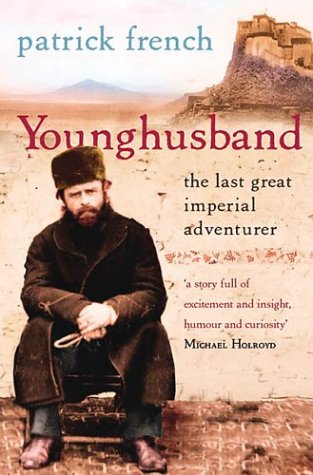 patrick french
Younghusband
the last great
imperial
adventurer
‘a story full of
excitement and insight,
humour and curiosity’
MICHAEL HOLROYD